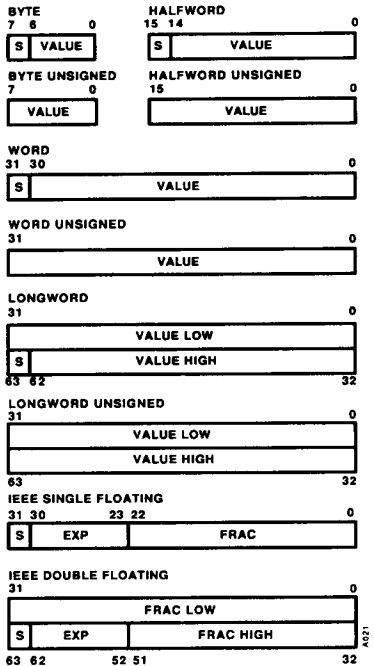 BYTE HALFWORD
7 6 0 15 14 0
S VALUE S VALUE
BYTE UNSIGNED HALFWORD UNSIGNED
7 0 15 0
VALUE VALUE
WORD
31 30 0
S VALUE
WORD UNSIGNED
31 0
VALUE
LONGWORD
31 0
VALUE LOW
S VALUE HIGH
63 62 32
LONGWORD UNSIGNED
31 0
VALUE LOW
VALUE HIGH
63 32
IEEE SINGLE FLOATING
31 30 23 22 0
S EXP FRAC
IEEE DOUBLE FLOATING
31 0
FRAC LOW
S EXP FRAC HIGH
63 62 52 51 32
A021